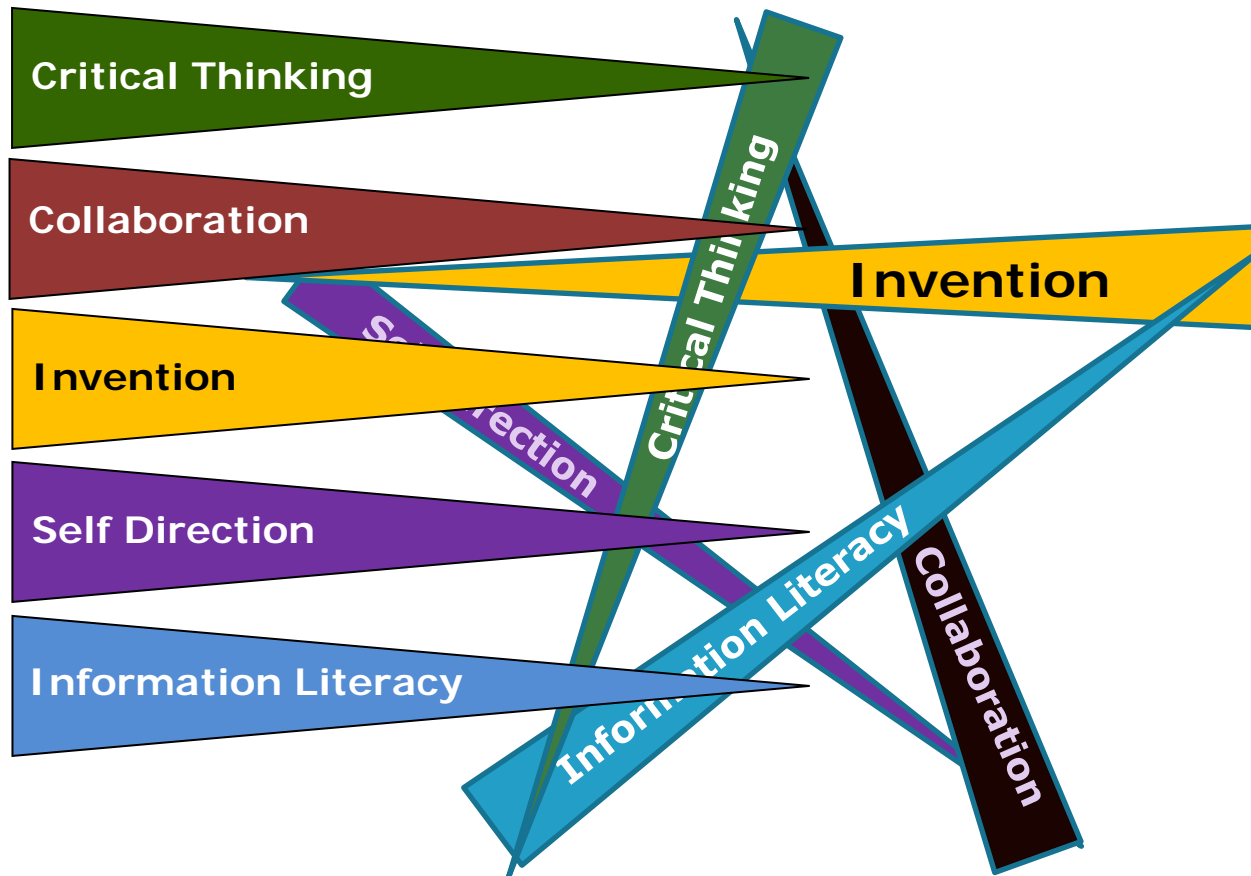 Critical Thinking
Collaboration
Invention
Self Direction
Information Literacy
Critical Thinking
Invention
Information Literacy
Collaboration